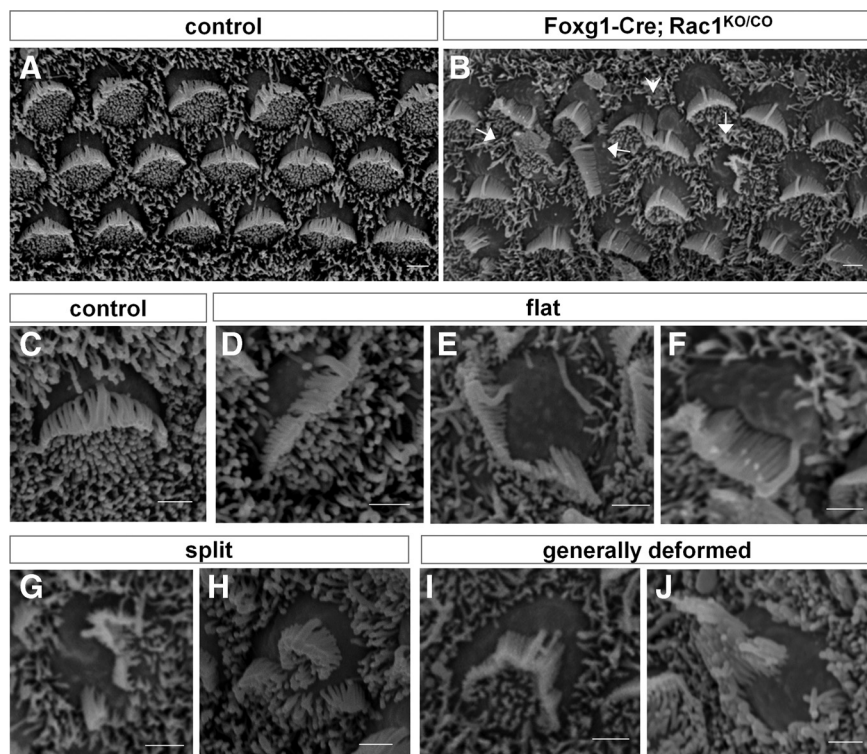 control
Foxg1-Cre; Rac1KO/CO
A
B
control
flat
C
D
E
F
split
generally deformed
G
H
I
J